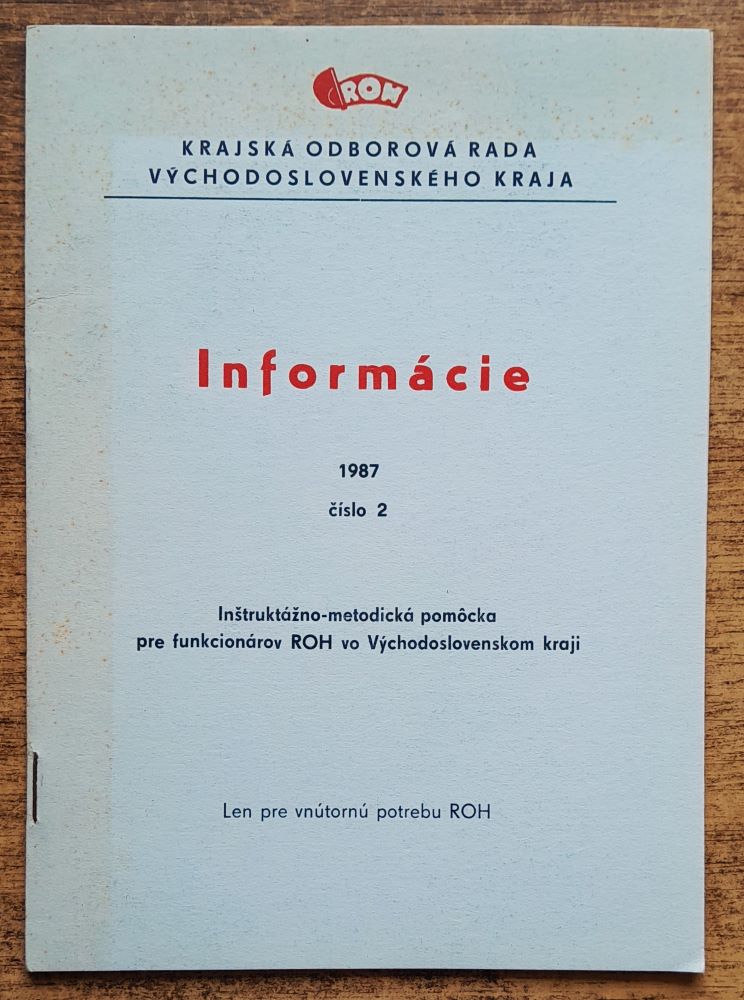 ROH
KRAJSKÁ ODBOROVÁ RADA
VÝCHODOSLOVENSKÉHO KRAJA
Informácie
1987
číslo 2
Inštruktážno-metodická pomôcka
pre funkcionárov ROH vo Východoslovenskom kraji
Len pre vnútornú potrebu ROH